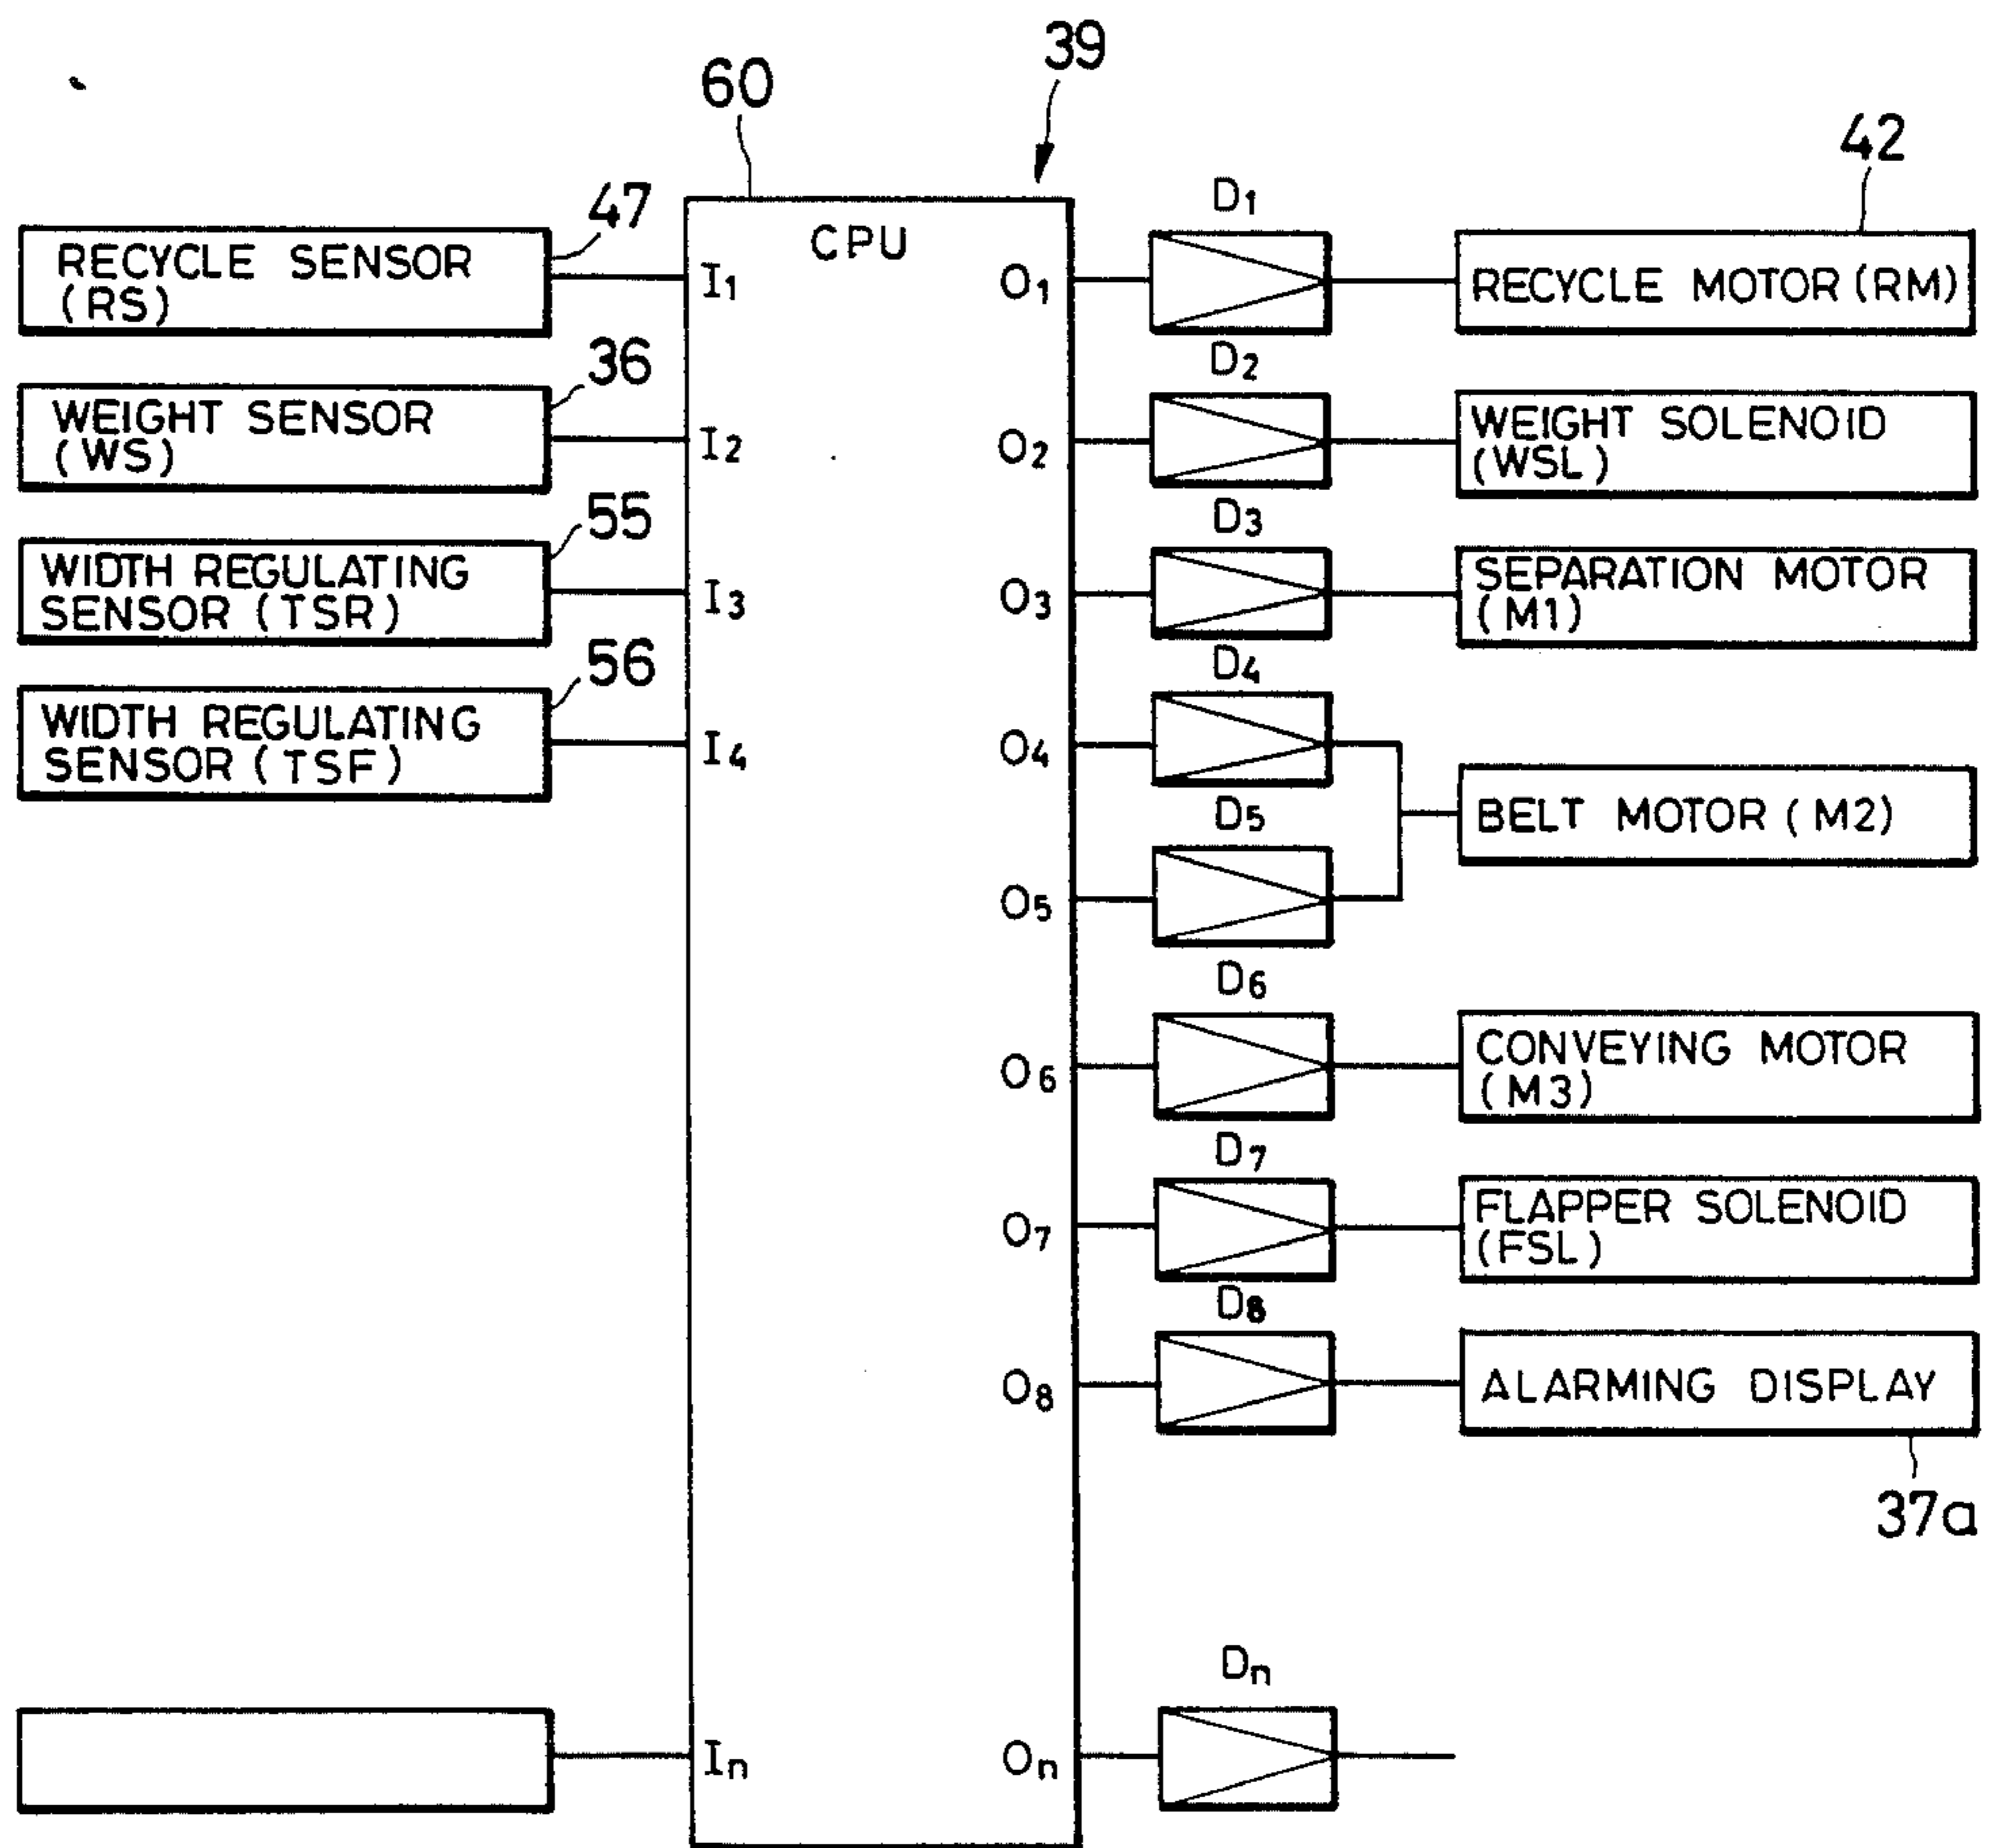 39
60
42
47
CPU
D1
RECYCLE SENSOR
(RS)
I1
O1
RECYCLE MOTOR (RM)
36
D2
WEIGHT SENSOR
(WS)
I2
O2
WEIGHT SOLENOID
(WSL)
55
D3
WIDTH REGULATING
SENSOR (TSR)
I3
O3
SEPARATION MOTOR
(M1)
56
D4
WIDTH REGULATING
SENSOR (TSF)
I4
O4
D5
BELT MOTOR (M2)
O5
D6
O6
CONVEYING MOTOR
(M3)
D7
O7
FLAPPER SOLENOID
(FSL)
D8
O8
ALARMING DISPLAY
37a
Dn
In
On